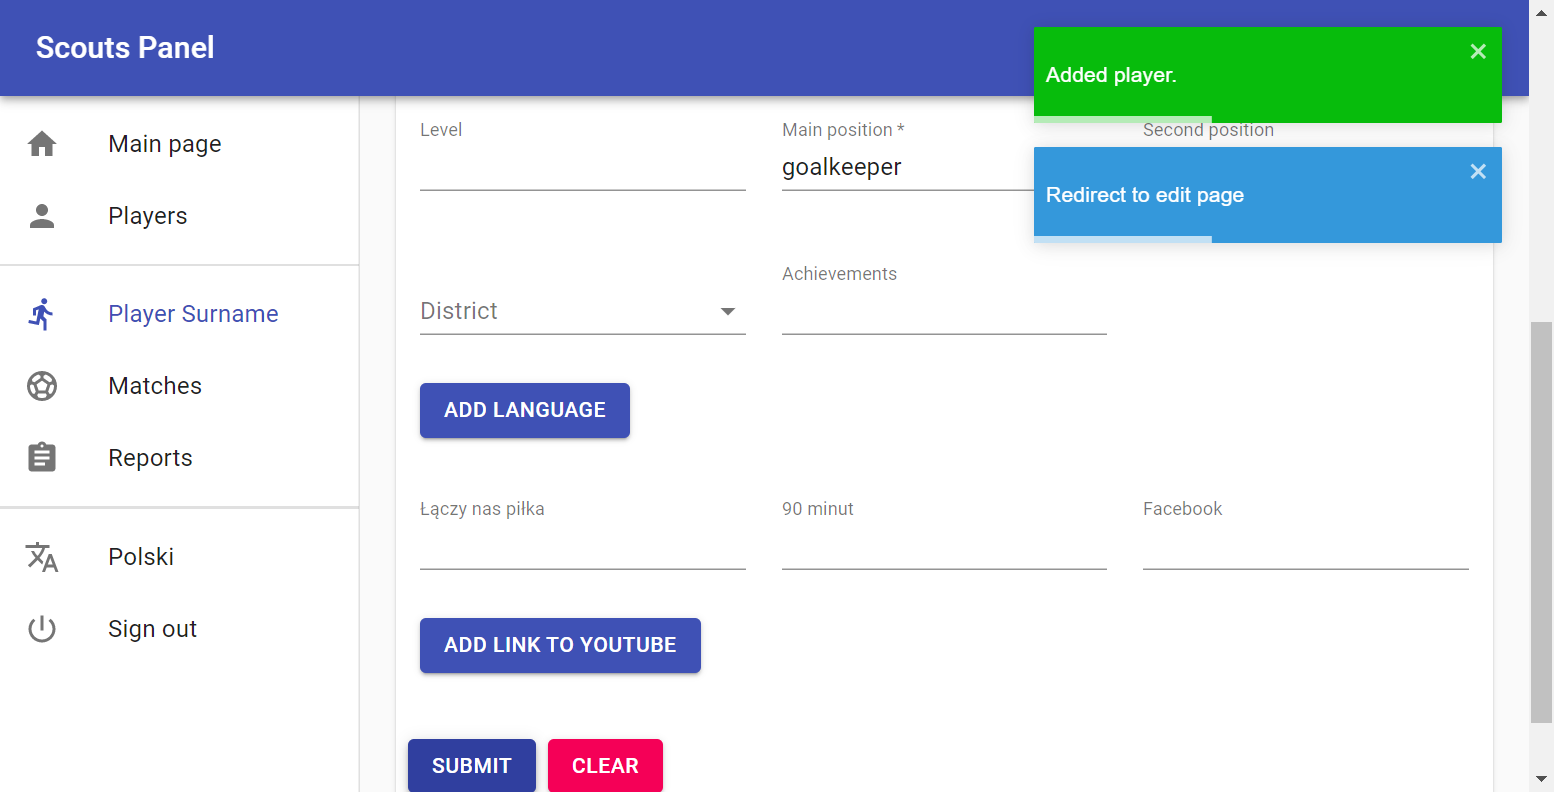 Scouts Panel
Added player.
Redirect to edit page
Main page
Players
Player Surname
Matches
Reports
Polski
Sign out
Level
Main position *
Second position
goalkeeper
District
Achievements
ADD LANGUAGE
Łączy nas piłka
90 minut
Facebook
ADD LINK TO YOUTUBE
SUBMIT
CLEAR